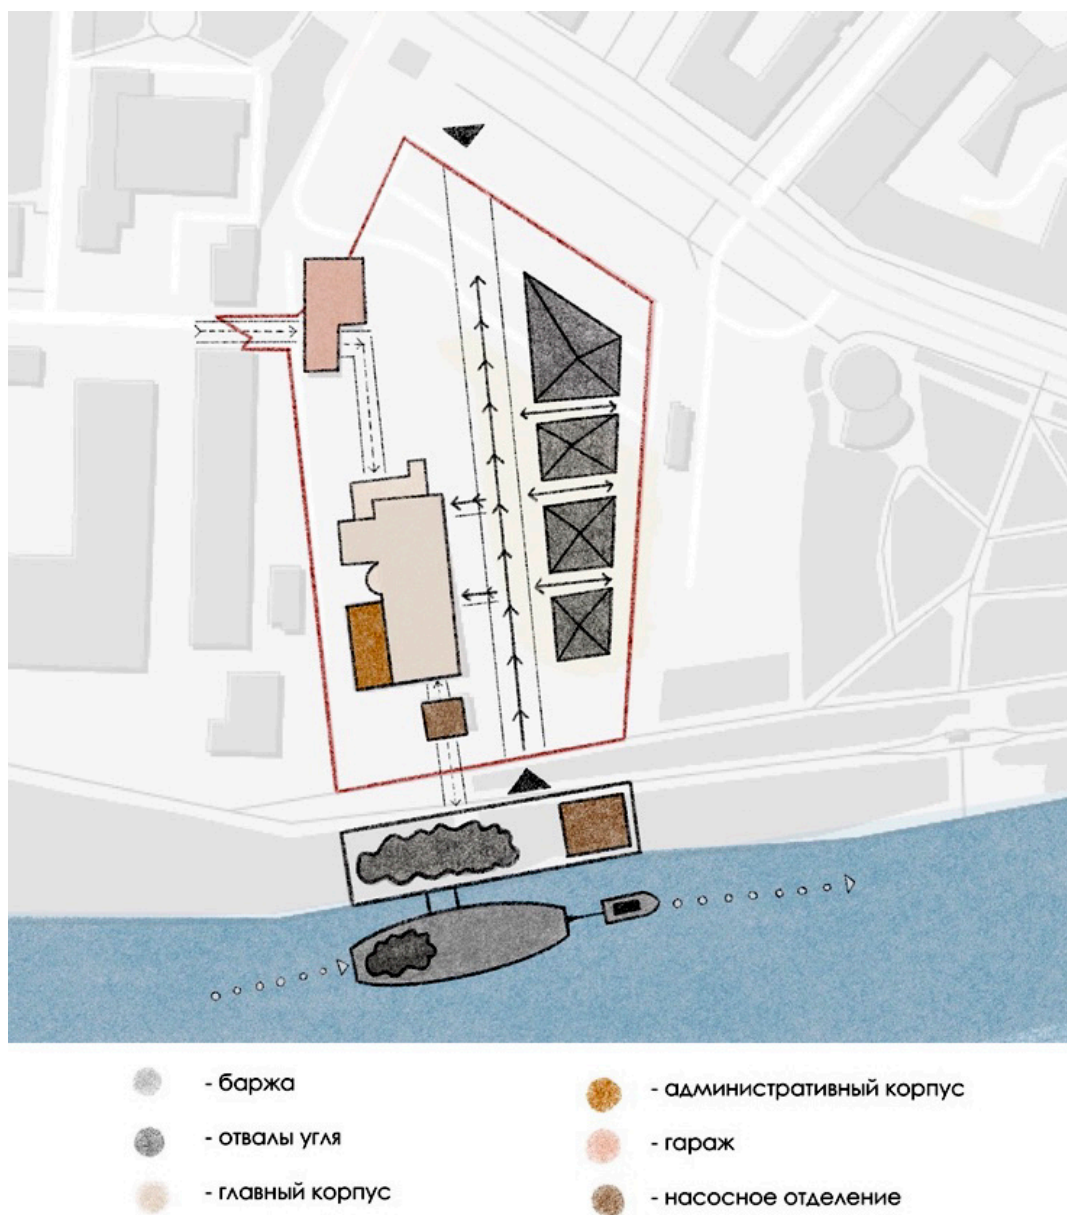 - баржа
- отвалы угля
- главный корпус
- административный корпус
- гараж
- насосное отделение